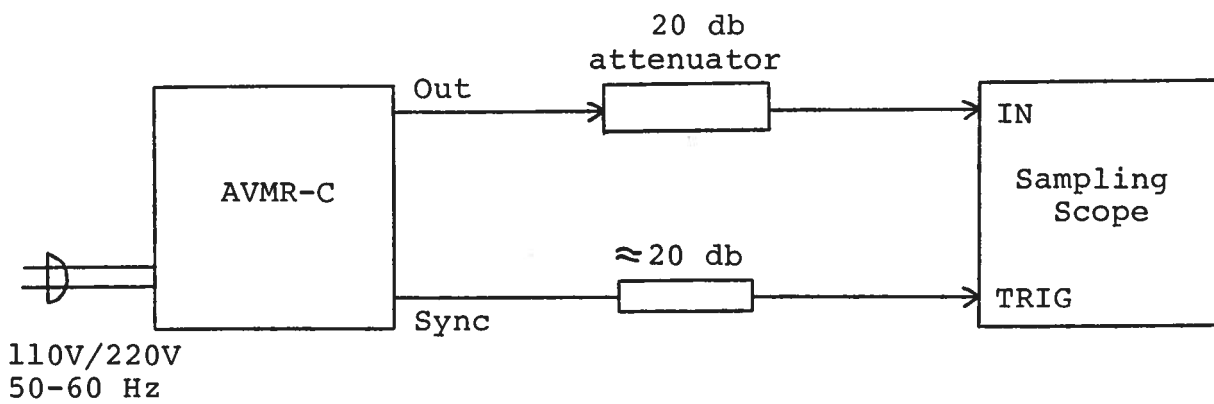 20 db
attenuator
Out
IN
AVMR-C
Sampling
Scope
≈20 db
TRIG
Sync
110V/220V
50-60 Hz